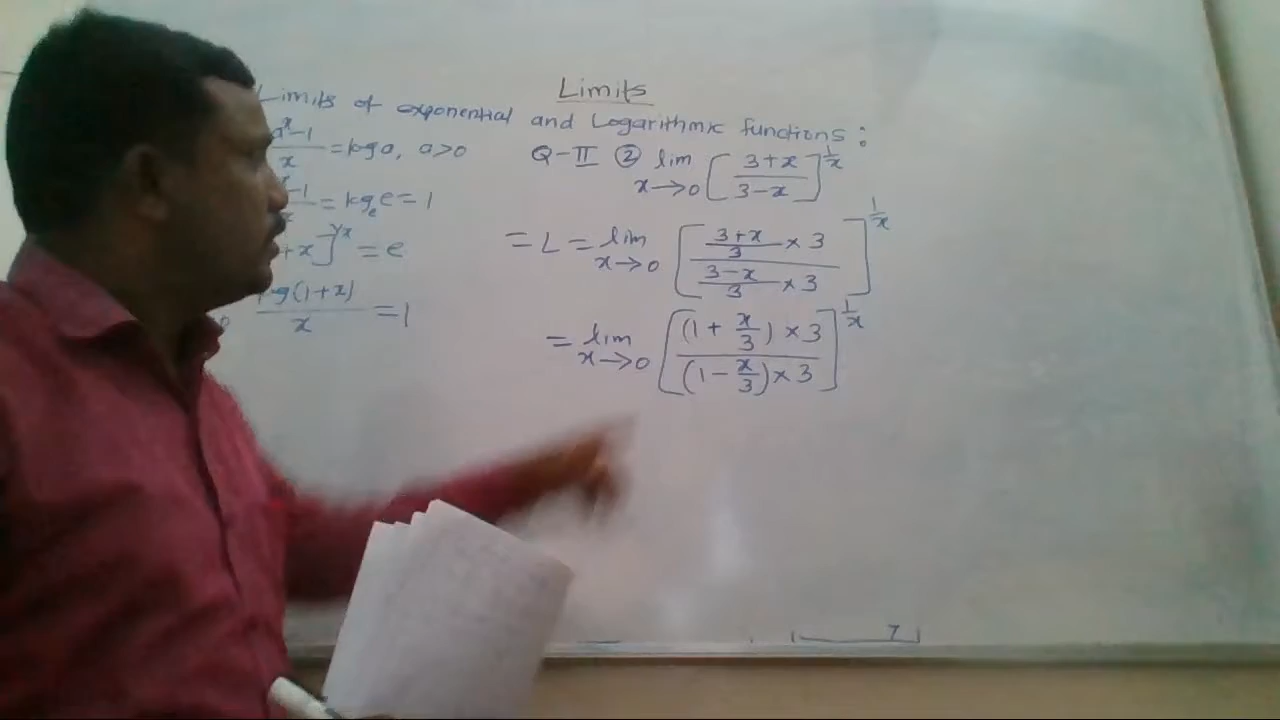 Limits
Limits of exponential and Logarithmic functions :
a^x-1/x = log a, a>0
-1/x = log_e e = 1
+x]^1/x = e
log(1+x)/x = 1
Q-II ② lim x→0 [3+x/3-x]^1/x
= L = lim x→0 [3+x/3 × 3 / 3-x/3 × 3]^1/x
= lim x→0 [(1+x/3) × 3 / (1-x/3) × 3]^1/x